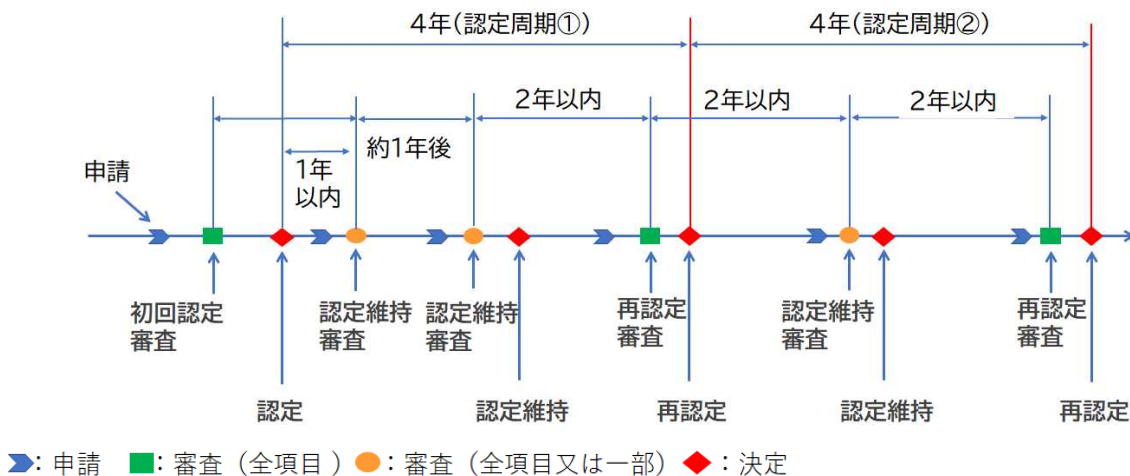 4年(認定周期①)
4年(認定周期②)
2年以内
2年以内
2年以内
約1年後
1年
以内
申請
初回認定
審査
認定維持
審査
認定維持
審査
再認定
審査
認定維持
審査
再認定
審査
認定
認定維持
再認定
認定維持
再認定
：申請 ：審査（全項目 ） ：審査（全項目又は一部） ：決定